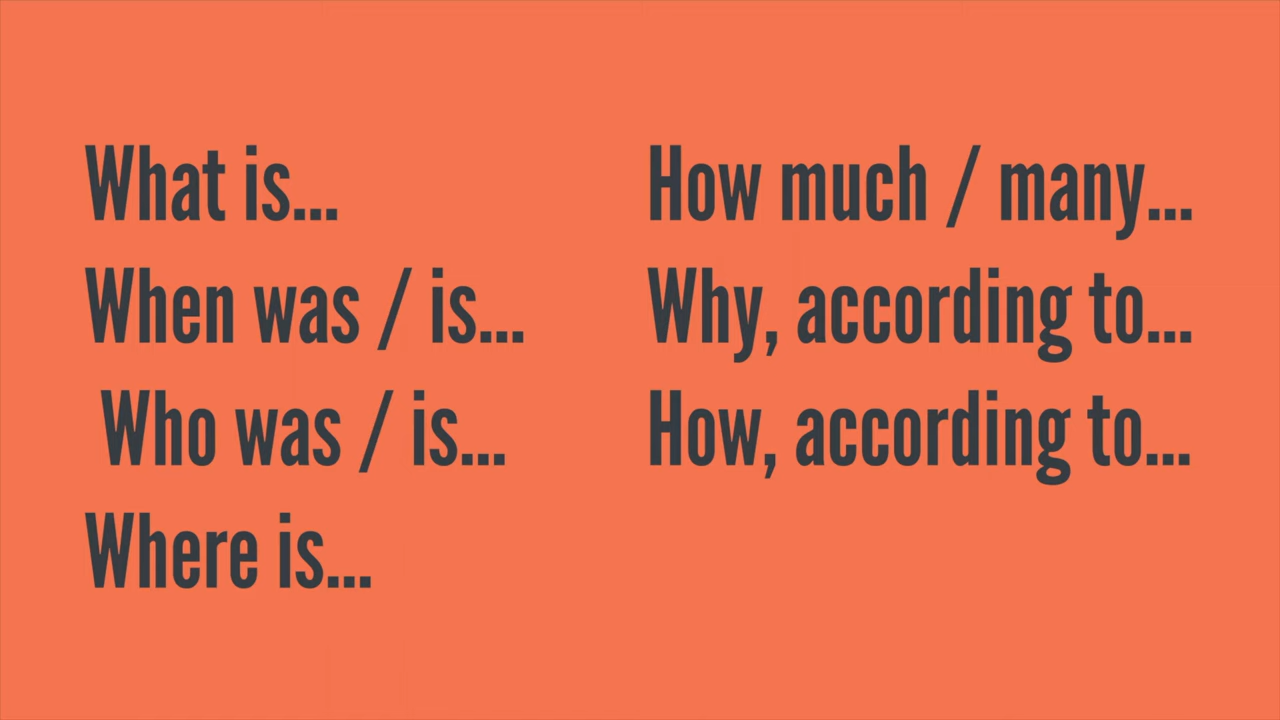 What is...
When was / is...
Who was / is...
Where is...
How much / many...
Why, according to...
How, according to...